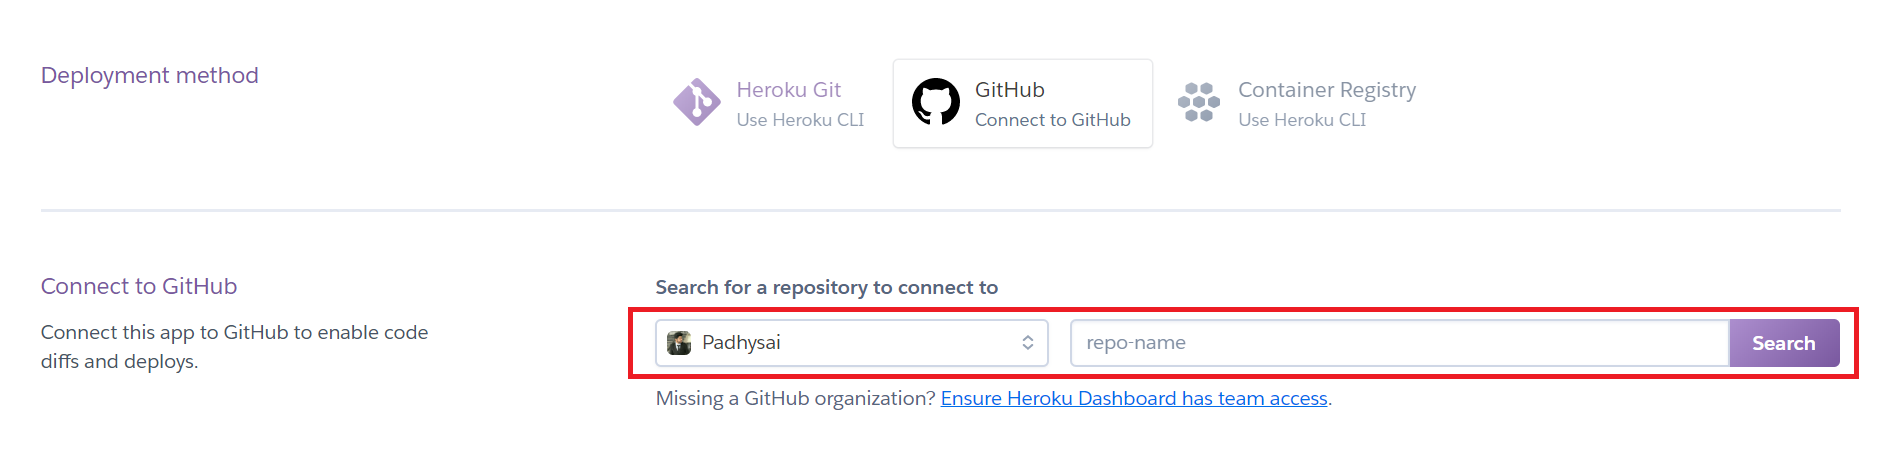 Deployment method
Heroku Git
Use Heroku CLI
GitHub
Connect to GitHub
Container Registry
Use Heroku CLI
Connect to GitHub
Connect this app to GitHub to enable code
diffs and deploys.
Search for a repository to connect to
Padhysai
repo-name
Search
Missing a GitHub organization? Ensure Heroku Dashboard has team access.